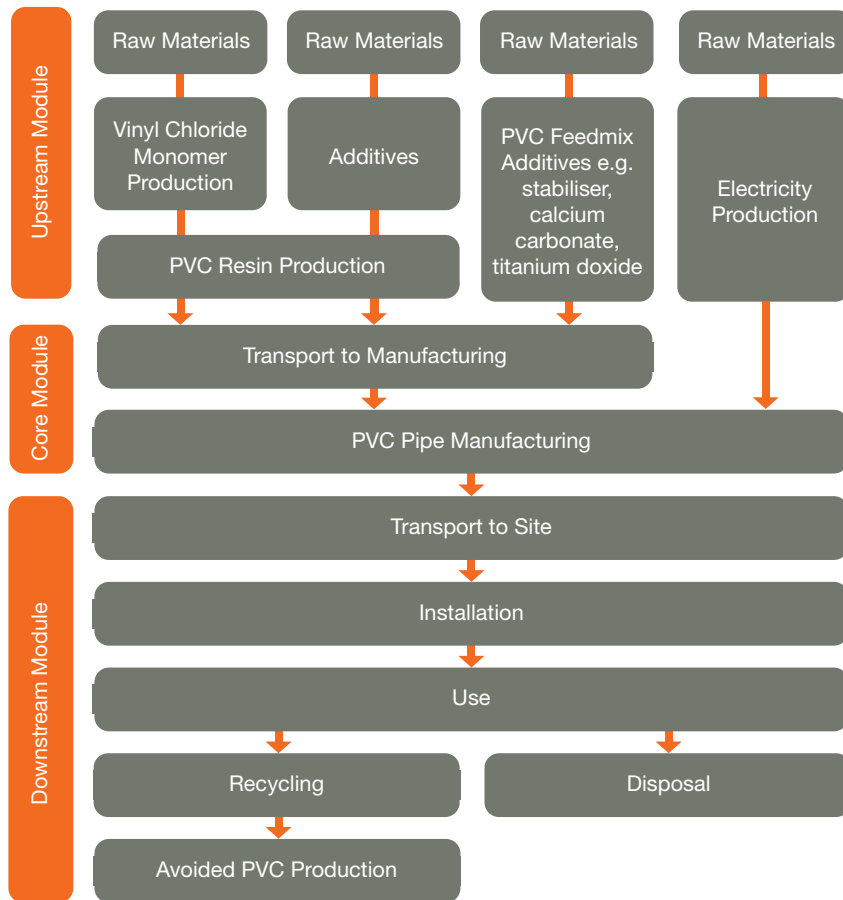 Upstream Module
Raw Materials
Raw Materials
Raw Materials
Raw Materials
Vinyl Chloride
Monomer
Production
Additives
PVC Feedmix
Additives e.g.
stabiliser,
calcium
carbonate,
titanium doxide
Electricity
Production
PVC Resin Production
Core Module
Transport to Manufacturing
PVC Pipe Manufacturing
Downstream Module
Transport to Site
Installation
Use
Recycling
Disposal
Avoided PVC Production